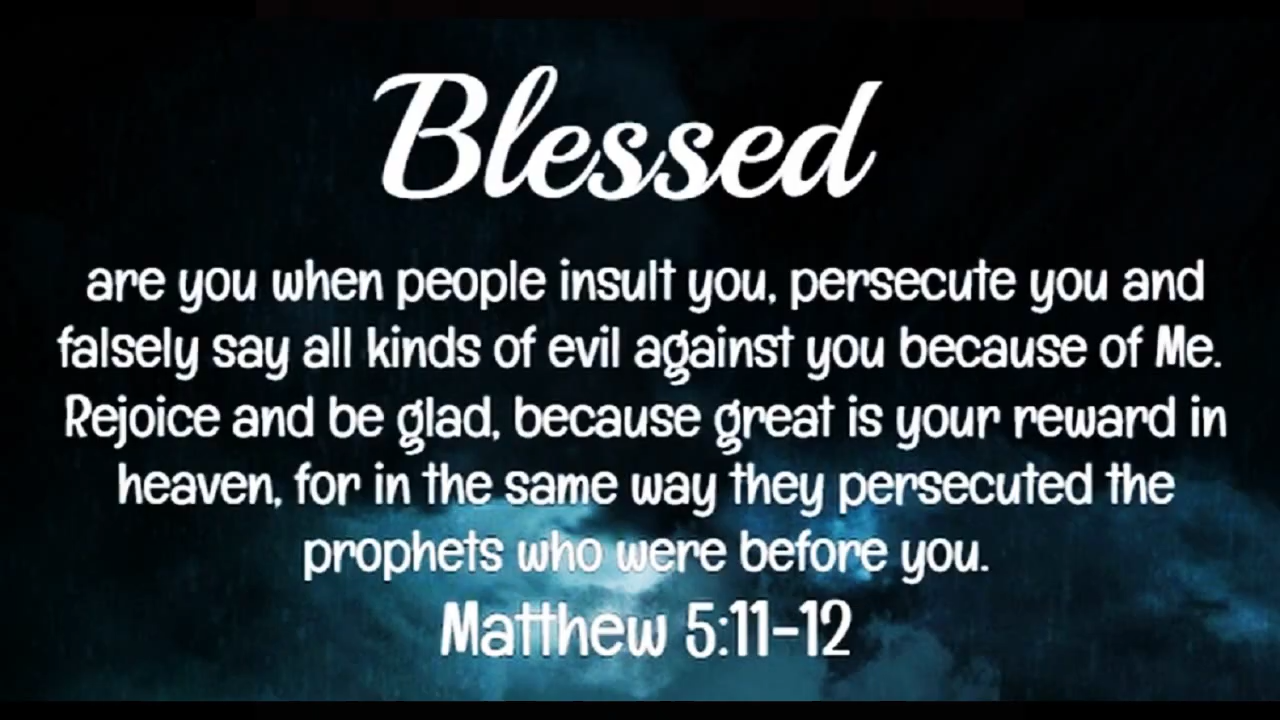 Blessed
are you when people insult you, persecute you and
falsely say all kinds of evil against you because of Me.
Rejoice and be glad, because great is your reward in
heaven, for in the same way they persecuted the
prophets who were before you.
Matthew 5:11-12